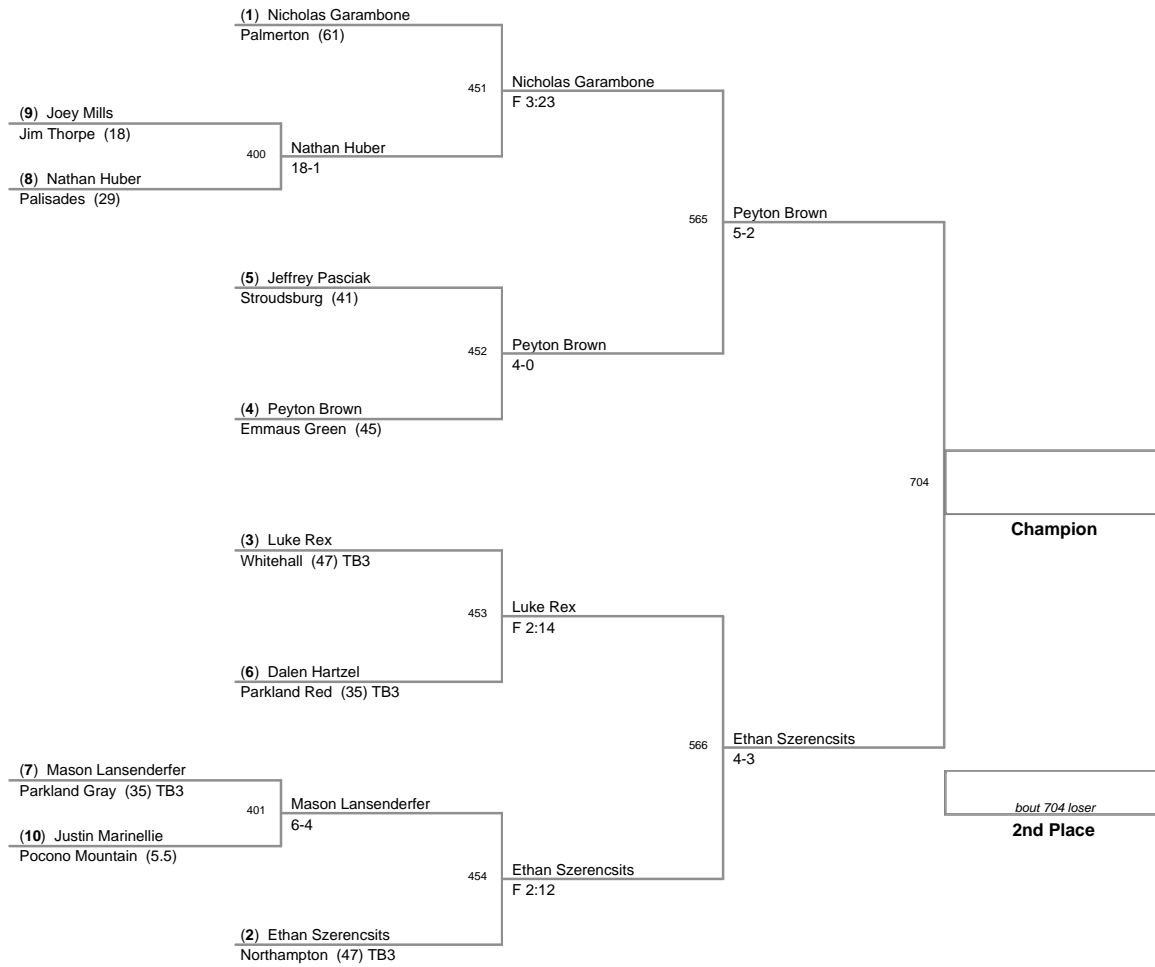 (1) Nicholas Garambone
Palmerton (61)
451
Nicholas Garambone
F 3:23
(9) Joey Mills
Jim Thorpe (18)
400
Nathan Huber
18-1
(8) Nathan Huber
Palisades (29)
565
Peyton Brown
5-2
(5) Jeffrey Pasciak
Stroudsburg (41)
452
Peyton Brown
4-0
(4) Peyton Brown
Emmaus Green (45)
704
Champion
(3) Luke Rex
Whitehall (47) TB3
453
Luke Rex
F 2:14
(6) Dalen Hartzel
Parkland Red (35) TB3
566
Ethan Szerencsits
4-3
(7) Mason Lansenderfer
Parkland Gray (35) TB3
401
Mason Lansenderfer
6-4
(10) Justin Marinellie
Pocono Mountain (5.5)
bout 704 loser
2nd Place
454
Ethan Szerencsits
F 2:12
(2) Ethan Szerencsits
Northampton (47) TB3